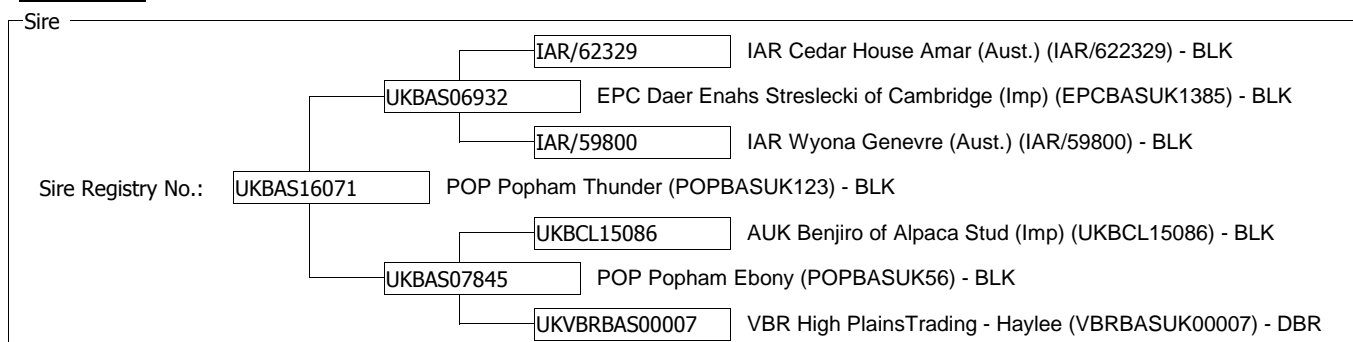 Sire
IAR/62329 IAR Cedar House Amar (Aust.) (IAR/622329) - BLK
UKBAS06932 EPC Daer Enahs Streslecki of Cambridge (Imp) (EPCBASUK1385) - BLK
IAR/59800 IAR Wyona Genevre (Aust.) (IAR/59800) - BLK
Sire Registry No.: UKBAS16071 POP Popham Thunder (POPBASUK123) - BLK
UKBCL15086 AUK Benjiro of Alpaca Stud (Imp) (UKBCL15086) - BLK
UKBAS07845 POP Popham Ebony (POPBASUK56) - BLK
UKVBRBAS00007 VBR High PlainsTrading - Haylee (VBRBASUK00007) - DBR